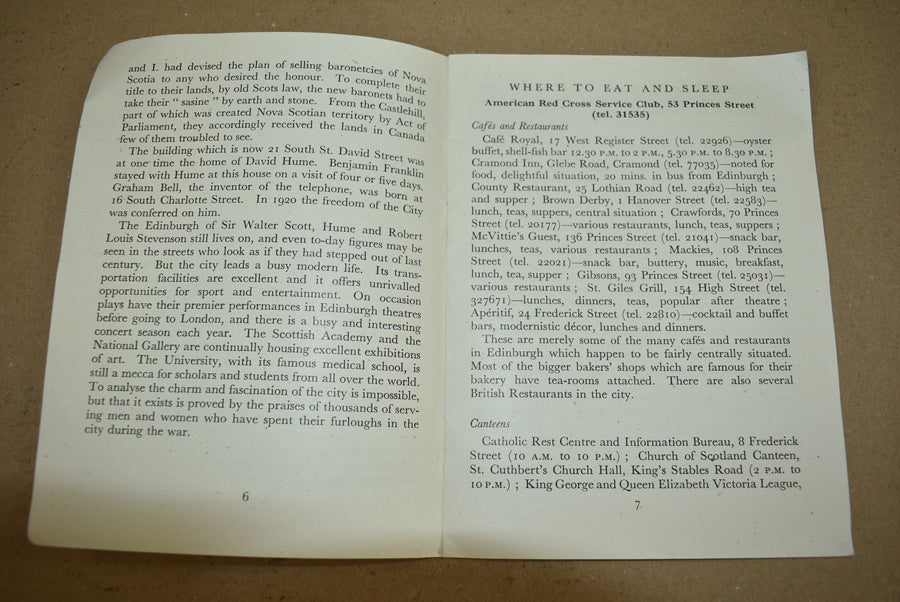 and I. had devised the plan of selling baronetcies of Nova
Scotia to any who desired the honour. To complete their
title to their lands, by old Scots law, the new baronets had to
take their “ sasine ” by earth and stone. From the Castlehill,
part of which was created Nova Scotian territory by Act of
Parliament, they accordingly received the lands in Canada
few of them troubled to see.
The building which is now 21 South St. David Street was
at one time the home of David Hume. Benjamin Franklin
stayed with Hume at this house on a visit of four or five days.
Graham Bell, the inventor of the telephone, was born at
16 South Charlotte Street. In 1920 the freedom of the City
was conferred on him.
The Edinburgh of Sir Walter Scott, Hume and Robert
Louis Stevenson still lives on, and even to-day figures may be
seen in the streets who look as if they had stepped out of last
century. But the city leads a busy modern life. Its trans-
portation facilities are excellent and it offers unrivalled
opportunities for sport and entertainment. On occasion
plays have their premier performances in Edinburgh theatres
before going to London, and there is a busy and interesting
concert season each year. The Scottish Academy and the
National Gallery are continually housing excellent exhibitions
of art. The University, with its famous medical school, is
still a mecca for scholars and students from all over the world.
To analyse the charm and fascination of the city is impossible,
but that it exists is proved by the praises of thousands of serv-
ing men and women who have spent their furloughs in the
city during the war.
6
WHERE TO EAT AND SLEEP
American Red Cross Service Club, 53 Princes Street
(tel. 31535)
Cafés and Restaurants
Café Royal, 17 West Register Street (tel. 22926)—oyster
buffet, shell-fish bar 12.30 P.M. to 2 P.M., 5.30 P.M. to 8.30 P.M. ;
Cramond Inn, Glebe Road, Cramond (tel. 77035)—noted for
food, delightful situation, 20 mins. in bus from Edinburgh ;
County Restaurant, 25 Lothian Road (tel. 22462)—high tea
and supper ; Brown Derby, 1 Hanover Street (tel. 22583)—
lunch, teas, suppers, central situation ; Crawfords, 70 Princes
Street (tel. 20177)—various restaurants, lunch, teas, suppers ;
McVittie's Guest, 136 Princes Street (tel. 21041)—snack bar,
lunches, teas, various restaurants ; Mackies, 108 Princes
Street (tel. 22021)—snack bar, buttery, music, breakfast,
lunch, tea, supper ; Gibsons, 93 Princes Street (tel. 25031)—
various restaurants ; St. Giles Grill, 154 High Street (tel.
327671)—lunches, dinners, teas, popular after theatre ;
Apéritif, 24 Frederick Street (tel. 22810)—cocktail and buffet
bars, modernistic décor, lunches and dinners.
These are merely some of the many cafés and restaurants
in Edinburgh which happen to be fairly centrally situated.
Most of the bigger bakers' shops which are famous for their
bakery have tea-rooms attached. There are also several
British Restaurants in the city.
Canteens
Catholic Rest Centre and Information Bureau, 8 Frederick
Street (10 A.M. to 10 P.M.) ; Church of Scotland Canteen,
St. Cuthbert's Church Hall, King's Stables Road (2 P.M. to
10 P.M.) ; King George and Queen Elizabeth Victoria League,
7